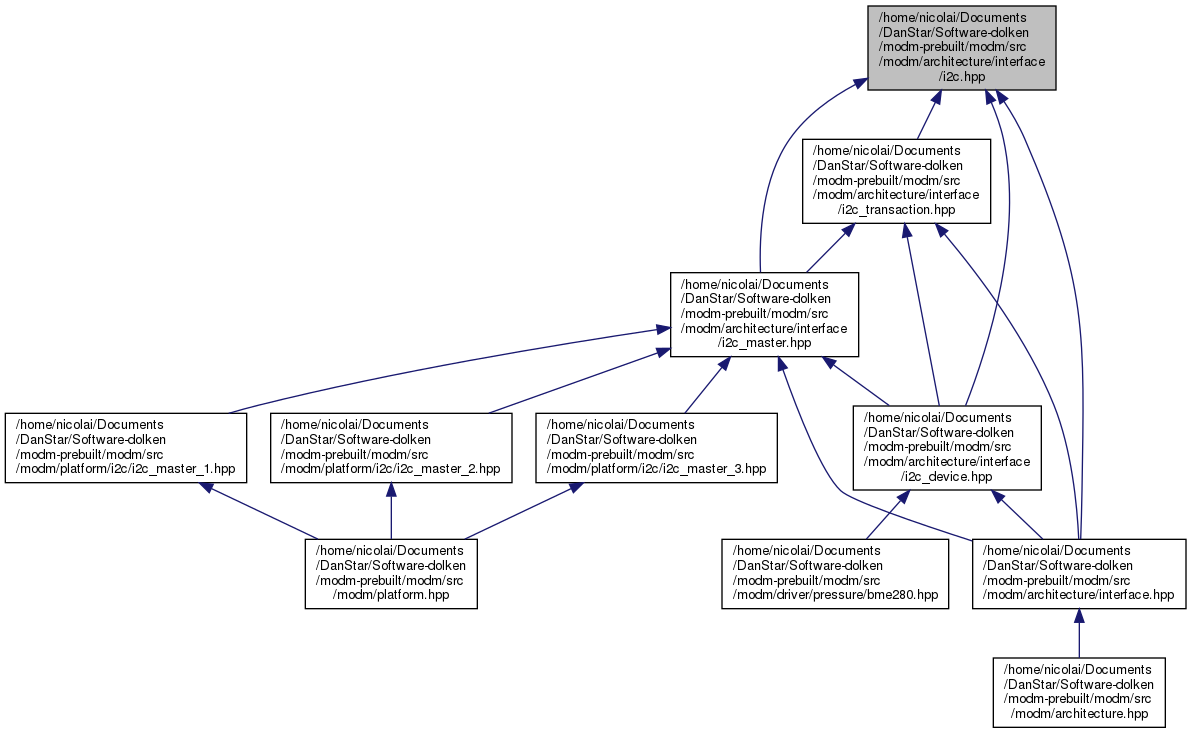 /home/nicolai/Documents
/DanStar/Software-dolken
/modm-prebuilt/modm/src
/modm/architecture/interface
/i2c.hpp
/home/nicolai/Documents
/DanStar/Software-dolken
/modm-prebuilt/modm/src
/modm/architecture/interface
/i2c_transaction.hpp
/home/nicolai/Documents
/DanStar/Software-dolken
/modm-prebuilt/modm/src
/modm/architecture/interface
/i2c_master.hpp
/home/nicolai/Documents
/DanStar/Software-dolken
/modm-prebuilt/modm/src
/modm/platform/i2c/i2c_master_1.hpp
/home/nicolai/Documents
/DanStar/Software-dolken
/modm-prebuilt/modm/src
/modm/platform/i2c/i2c_master_2.hpp
/home/nicolai/Documents
/DanStar/Software-dolken
/modm-prebuilt/modm/src
/modm/platform/i2c/i2c_master_3.hpp
/home/nicolai/Documents
/DanStar/Software-dolken
/modm-prebuilt/modm/src
/modm/architecture/interface
/i2c_device.hpp
/home/nicolai/Documents
/DanStar/Software-dolken
/modm-prebuilt/modm/src
/modm/platform.hpp
/home/nicolai/Documents
/DanStar/Software-dolken
/modm-prebuilt/modm/src
/modm/driver/pressure/bme280.hpp
/home/nicolai/Documents
/DanStar/Software-dolken
/modm-prebuilt/modm/src
/modm/architecture/interface.hpp
/home/nicolai/Documents
/DanStar/Software-dolken
/modm-prebuilt/modm/src
/modm/architecture.hpp